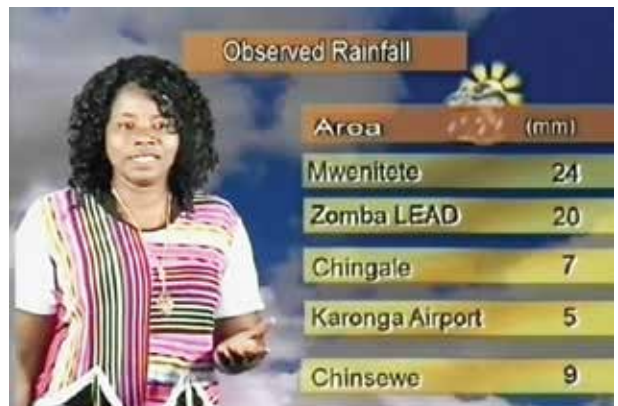 Observed Rainfall
Area (mm)
Mwenitete 24
Zomba LEAD 20
Chingale 7
Karonga Airport 5
Chinsewe 9